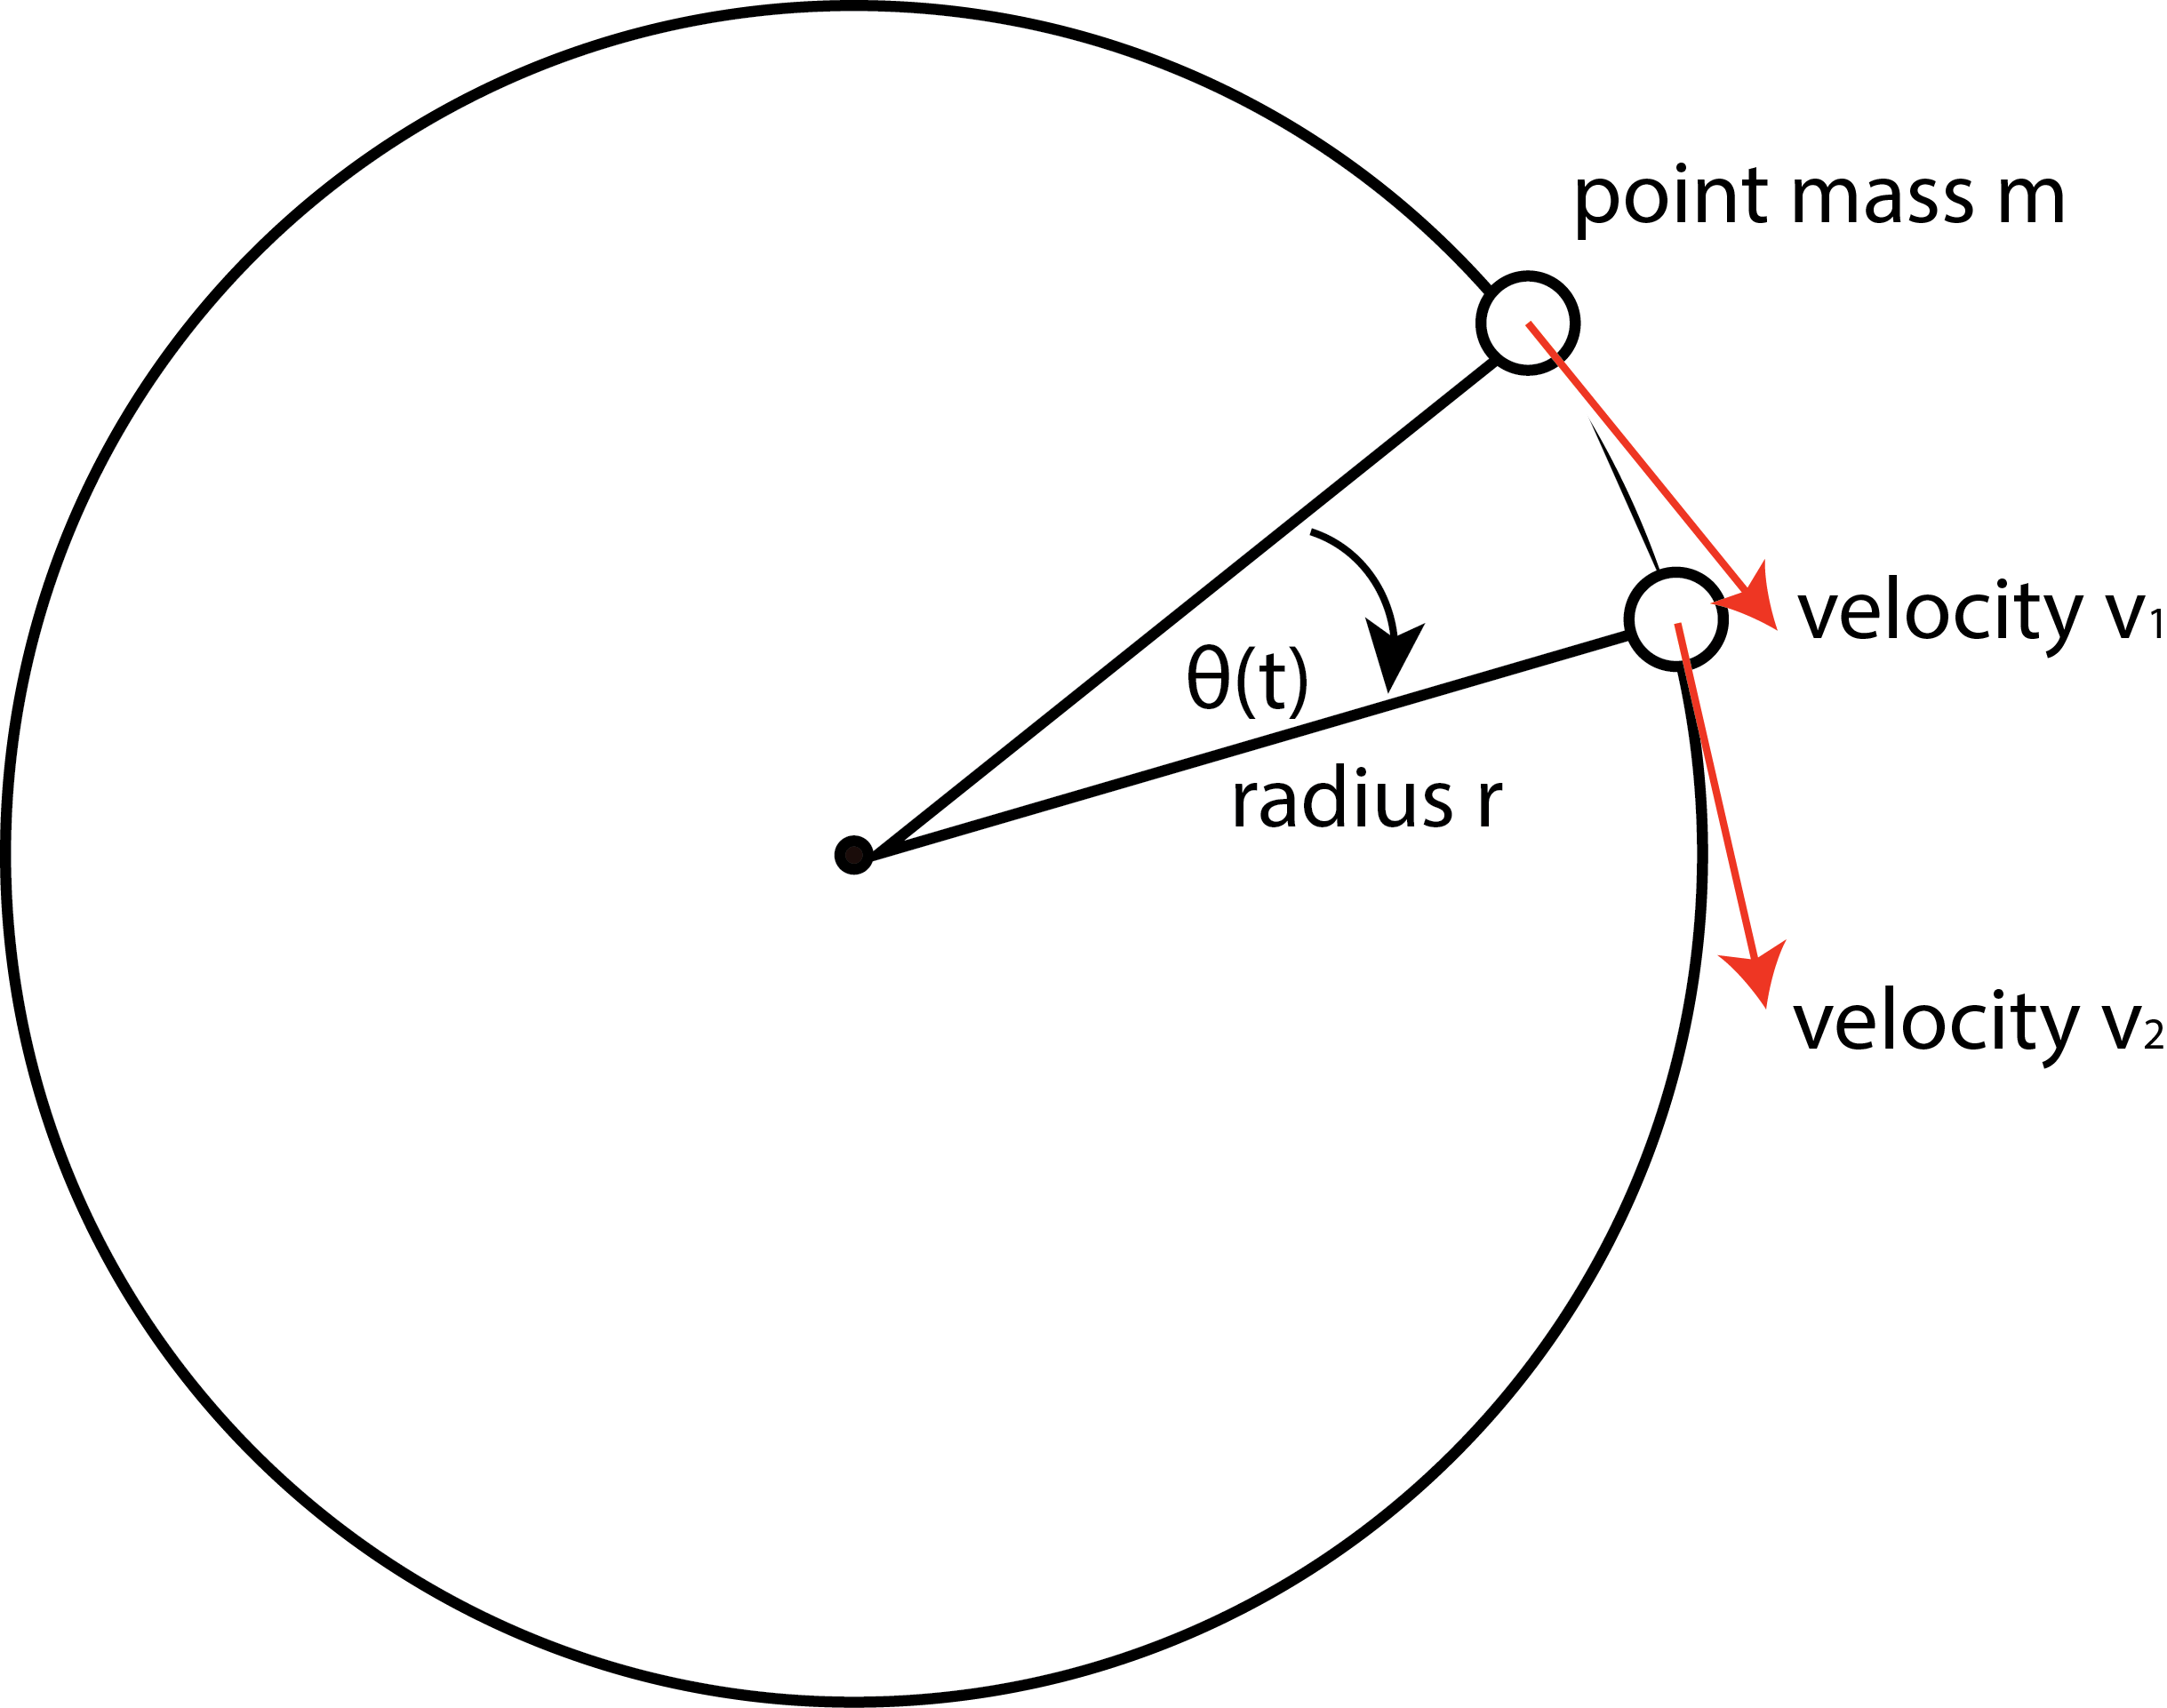 point mass m
velocity v₁
θ(t)
radius r
velocity v₂